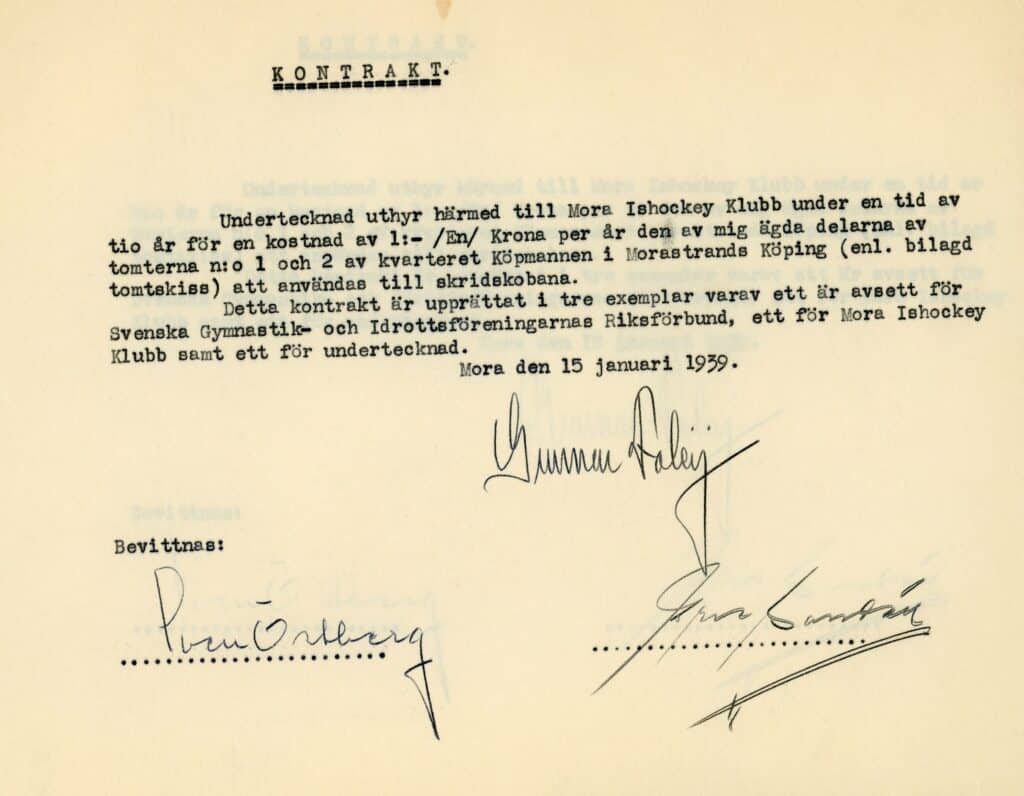 KONTRAKT.
Undertecknad uthyr härmed till Mora Ishockey Klubb under en tid av
tio år för en kostnad av 1:- /En/ Krona per år den av mig ägda delarna av
tomterna n:o 1 och 2 av kvarteret Köpmannen i Morastrands Köping (enl. bilagd
tomtskiss) att användas till skridskobana.
Detta kontrakt är upprättat i tre exemplar varav ett är avsett för
Svenska Gymnastik- och Idrottsföreningarnas Riksförbund, ett för Mora Ishockey
Klubb samt ett för undertecknad.
Mora den 15 januari 1939.
Gunnar
Bevittnas:
Sven Östberg